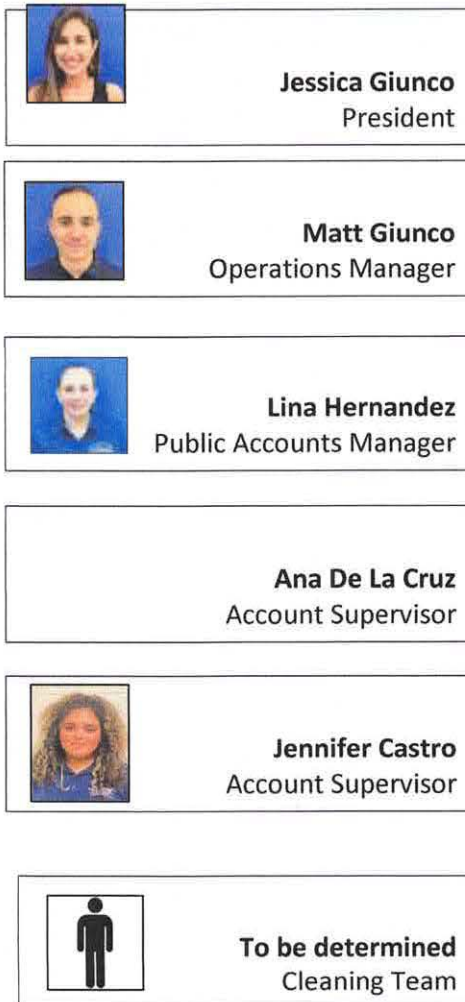 Jessica Giunco
President
Matt Giunco
Operations Manager
Lina Hernandez
Public Accounts Manager
Ana De La Cruz
Account Supervisor
Jennifer Castro
Account Supervisor
To be determined
Cleaning Team